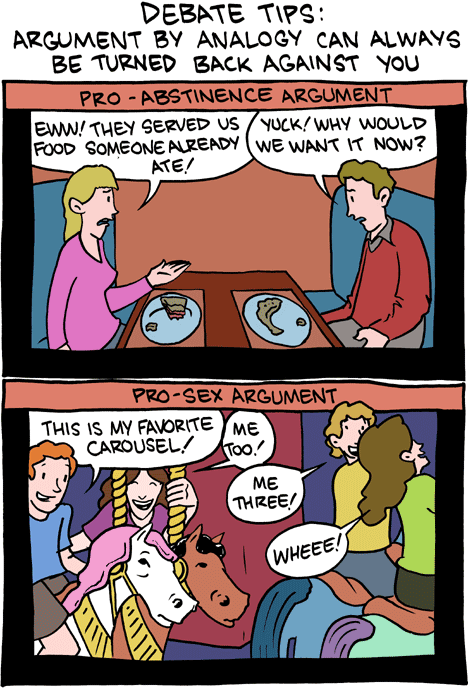 DEBATE TIPS:
ARGUMENT BY ANALOGY CAN ALWAYS
BE TURNED BACK AGAINST YOU
PRO-ABSTINENCE ARGUMENT
EWW! THEY SERVED US
FOOD SOMEONE ALREADY
ATE!
YUCK! WHY WOULD
WE WANT IT NOW?
PRO-SEX ARGUMENT
THIS IS MY FAVORITE
CAROUSEL!
ME
TOO!
ME
THREE!
WHEEE!